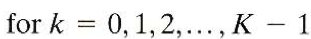 for k = 0, 1, 2, . . . , K − 1